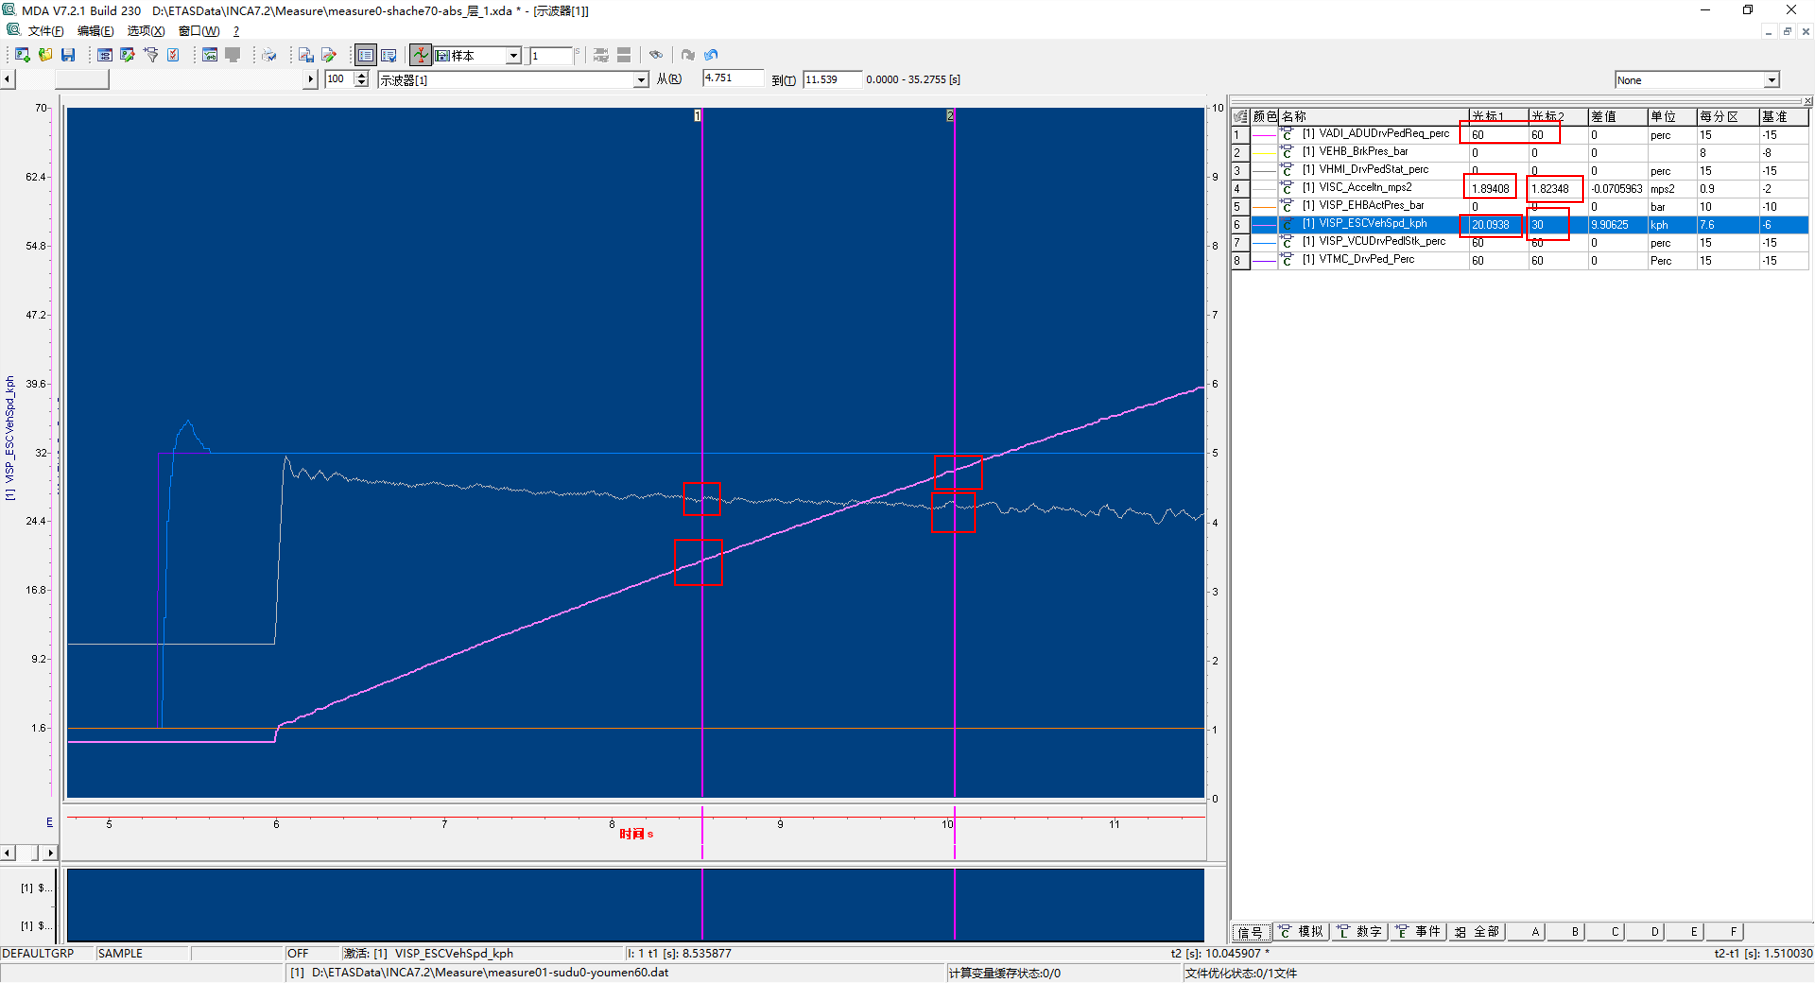 MDA V7.2.1 Build 230   D:\ETASData\INCA7.2\Measure\measure0-shache70-abs_层_1.xda * - [示波器[1]]
文件(F) 编辑(E) 选项(X) 窗口(W) ?
样本 1 s
100 示波器[1] 从(R) 4.751 到(T) 11.539 0.0000 - 35.2755 [s] None
70
62.4
54.8
47.2
39.6
32
24.4
16.8
9.2
1.6
[1] VISP_ESCVehSpd_kph
1 2
10
9
8
7
6
5
4
3
2
1
0
E
5 6 7 8 9 10 11
时间 s
[1] $...
[1] $...
颜色 名称 光标1 光标2 差值 单位 每分区 基准
1 [1] VADI_ADUDrvPedReq_perc 60 60 0 perc 15 -15
2 [1] VEHB_BrkPres_bar 0 0 0 8 -8
3 [1] VHMI_DrvPedStat_perc 0 0 0 perc 15 -15
4 [1] VISC_Acceltn_mps2 1.89408 1.82348 -0.0705963 mps2 0.9 -2
5 [1] VISP_EHBActPres_bar 0 0 0 bar 10 -10
6 [1] VISP_ESCVehSpd_kph 20.0938 30 9.90625 kph 7.6 -6
7 [1] VISP_VCUDrvPedlStk_perc 60 60 0 perc 15 -15
8 [1] VTMC_DrvPed_Perc 60 60 0 Perc 15 -15
信号 模拟 数字 事件 全部 A B C D E F
DEFAULTGRP SAMPLE OFF 激活: [1] VISP_ESCVehSpd_kph I: 1 t1 [s]: 8.535877 t2 [s]: 10.045907 * t2-t1 [s]: 1.510030
[1] D:\ETASData\INCA7.2\Measure\measure01-sudu0-youmen60.dat 计算变量缓存状态:0/0 文件优化状态:0/1文件